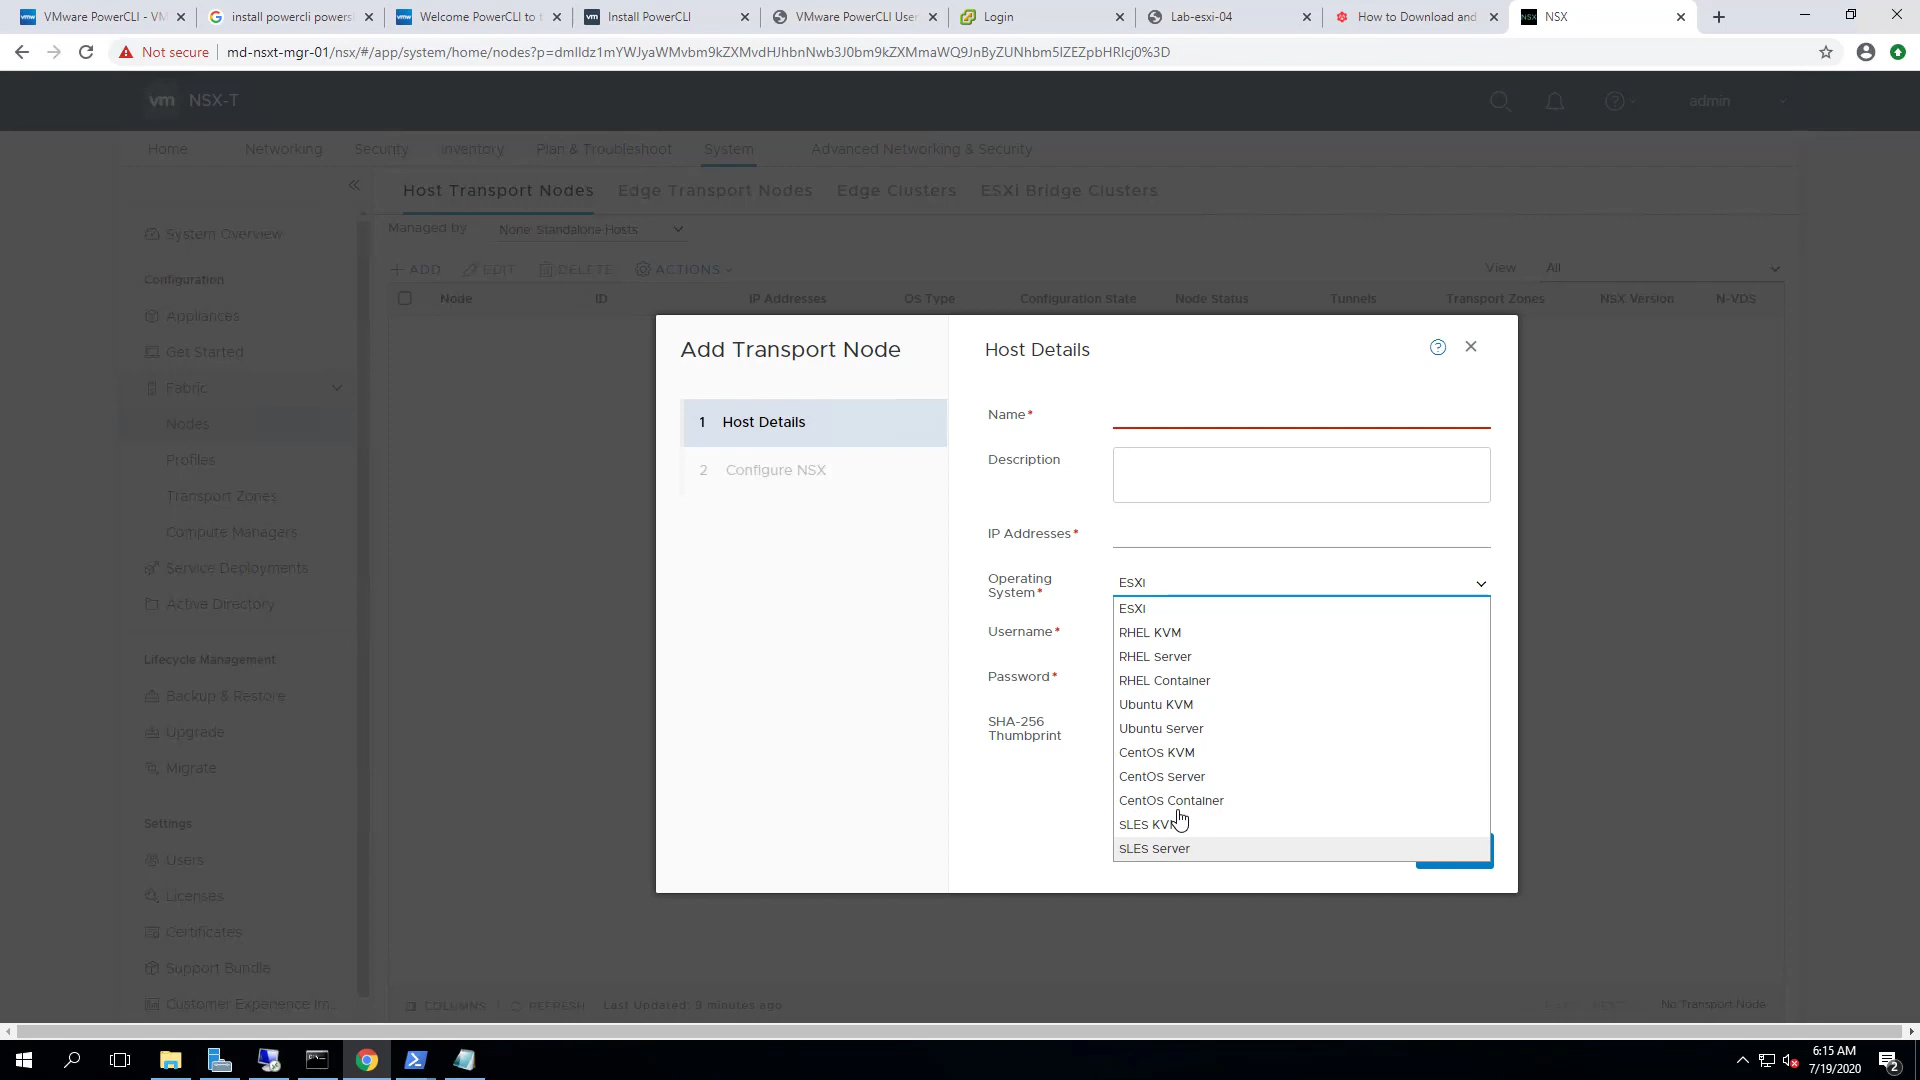 VMware PowerCLI - VM
install powercli powers
Welcome PowerCLI to t
Install PowerCLI
VMware PowerCLI User
Login
Lab-esxi-04
How to Download and
NSX
Not secure
md-nsxt-mgr-01/nsx/#/app/system/home/nodes?p=dmlldz1mYWJyaWMvbm9kZXMvdHJhbnNwb3J0bm9kZXMmaWQ9JnByZUNhbm5lZEZpbHRlcj0%3D
vm NSX-T
admin
Home Networking Security Inventory Plan & Troubleshoot System Advanced Networking & Security
Host Transport Nodes Edge Transport Nodes Edge Clusters ESXi Bridge Clusters
Managed by None: Standalone Hosts
+ ADD EDIT DELETE ACTIONS View All
Node ID IP Addresses OS Type Configuration State Node Status Tunnels Transport Zones NSX Version N-VDS
System Overview
Configuration
Appliances
Get Started
Fabric
Nodes
Profiles
Transport Zones
Compute Managers
Service Deployments
Active Directory
Lifecycle Management
Backup & Restore
Upgrade
Migrate
Settings
Users
Licenses
Certificates
Support Bundle
Customer Experience Im...
Add Transport Node
1 Host Details
2 Configure NSX
Host Details
Name*
Description
IP Addresses*
Operating System*
ESXi
Username*
Password*
SHA-256
Thumbprint
ESXi
RHEL KVM
RHEL Server
RHEL Container
Ubuntu KVM
Ubuntu Server
CentOS KVM
CentOS Server
CentOS Container
SLES KVM
SLES Server
COLUMNS REFRESH Last Updated: 9 minutes ago
No Transport Node
6:15 AM
7/19/2020
2